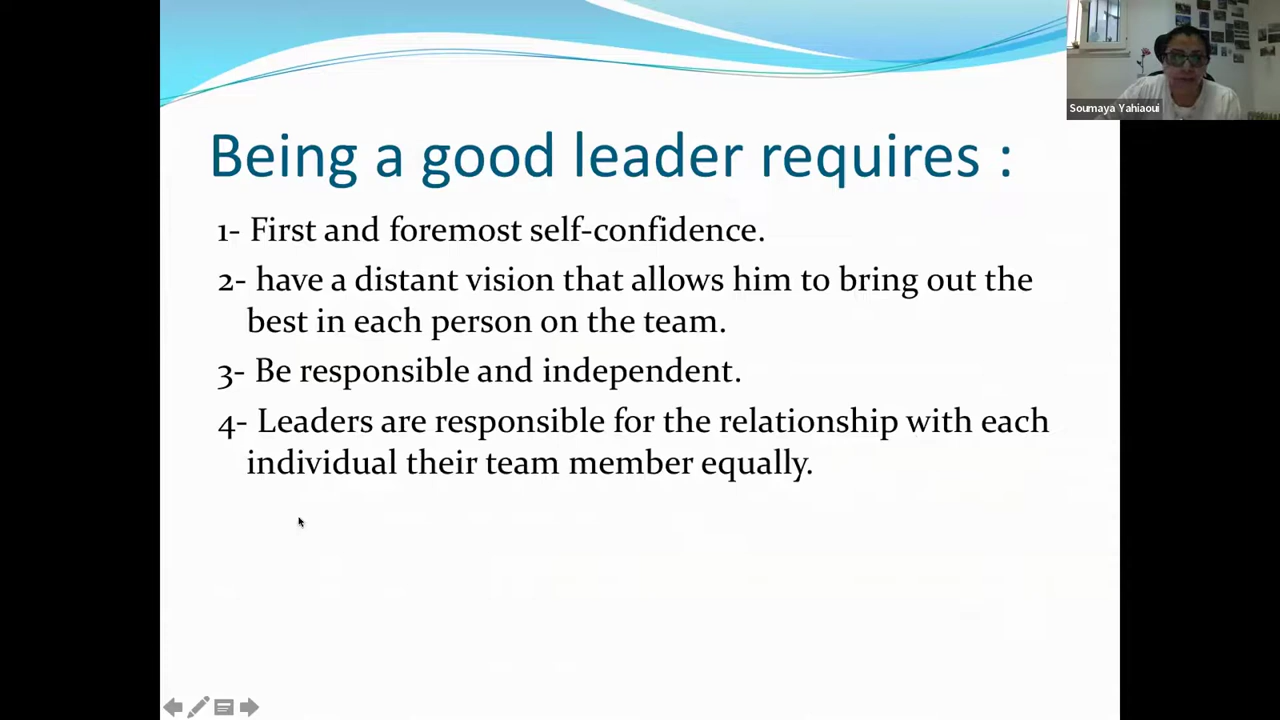 Soumaya Yahiaoui
Being a good leader requires :
1- First and foremost self-confidence.
2- have a distant vision that allows him to bring out the
best in each person on the team.
3- Be responsible and independent.
4- Leaders are responsible for the relationship with each
individual their team member equally.